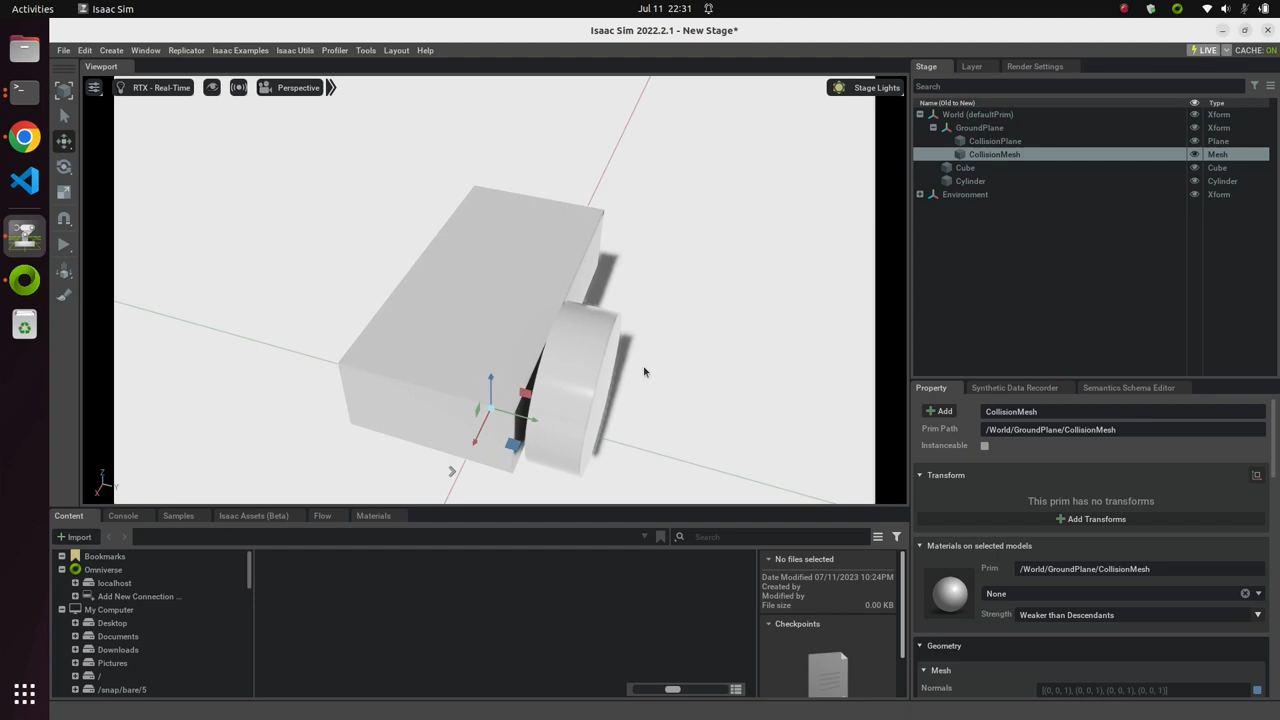 Activities Isaac Sim Jul 11 22:31
Isaac Sim 2022.2.1 - New Stage*
File Edit Create Window Replicator Isaac Examples Isaac Utils Profiler Tools Layout Help LIVE CACHE: ON
Viewport
RTX - Real-Time Perspective Stage Lights
Z
X Y
Stage Layer Render Settings
Search
Name (Old to New) Type
World (defaultPrim) Xform
GroundPlane Xform
CollisionPlane Plane
CollisionMesh Mesh
Cube Cube
Cylinder Cylinder
Environment Xform
Property Synthetic Data Recorder Semantics Schema Editor
Add CollisionMesh
Prim Path /World/GroundPlane/CollisionMesh
Instanceable
Transform
This prim has no transforms
Add Transforms
Materials on selected models
Prim /World/GroundPlane/CollisionMesh
None
Strength Weaker than Descendants
Geometry
Mesh
Normals [(0, 0, 1), (0, 0, 1), (0, 0, 1), (0, 0, 1)]
Content Console Samples Isaac Assets (Beta) Flow Materials
Import Search
Bookmarks
Omniverse
localhost
Add New Connection ...
My Computer
Desktop
Documents
Downloads
Pictures
/
/snap/bare/5
No files selected
Date Modified 07/11/2023 10:24PM
Created by
Modified by
File size 0.00 KB
Checkpoints